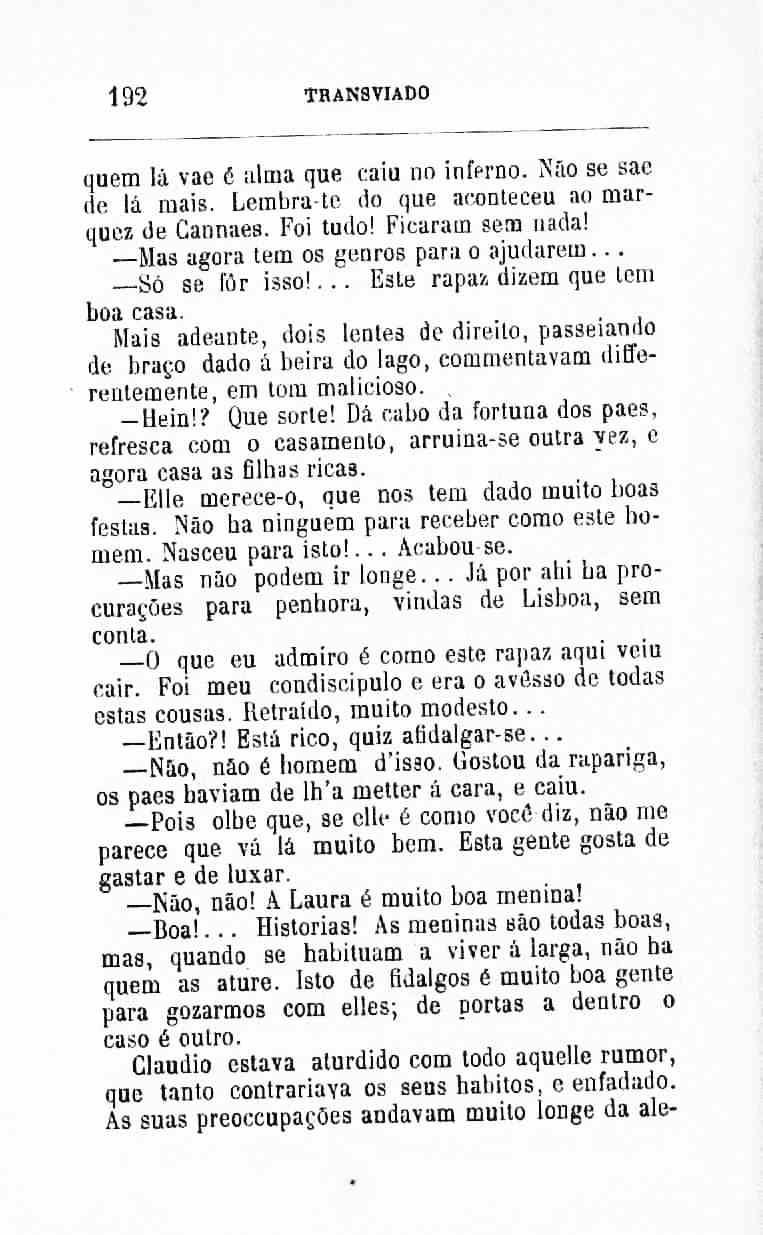 192 TRANSVIADO
quem lá vae é alma que caiu no inferno. Não se sae
de lá mais. Lembra-te do que aconteceu ao mar-
quez de Cannaes. Foi tudo! Ficaram sem nada!
—Mas agora tem os genros para o ajudarem...
—Só se fôr isso!... Este rapaz dizem que tem
boa casa.
Mais adeante, dois lentes de direito, passeiando
de braço dado á beira do lago, commentavam diffe-
rentemente, em tom malicioso.
—Hein!? Que sorte! Dá cabo da fortuna dos paes,
refresca com o casamento, arruina-se outra vez, e
agora casa as filhas ricas.
—Elle merece-o, que nos tem dado muito boas
festas. Não ha ninguem para receber como este ho-
mem. Nasceu para isto!... Acabou-se.
—Mas não podem ir longe... Já por ahi ha pro-
curações para penhora, vindas de Lisboa, sem
conta.
—O que eu admiro é como este rapaz aqui veiu
cair. Foi meu condiscipulo e era o avêsso de todas
estas cousas. Retraído, muito modesto...
—Então?! Está rico, quiz afidalgar-se...
—Não, não é homem d'isso. Gostou da rapariga,
os paes haviam de lh'a metter á cara, e caiu.
—Pois olhe que, se elle é como você diz, não me
parece que vá lá muito bem. Esta gente gosta de
gastar e de luxar.
—Não, não! A Laura é muito boa menina!
—Boa!... Historias! As meninas são todas boas,
mas, quando se habituam a viver á larga, não ha
quem as ature. Isto de fidalgos é muito boa gente
para gozarmos com elles; de portas a dentro o
caso é outro.
Claudio estava aturdido com todo aquelle rumor,
que tanto contrariava os seus habitos, e enfadado.
As suas preoccupações andavam muito longe da ale-